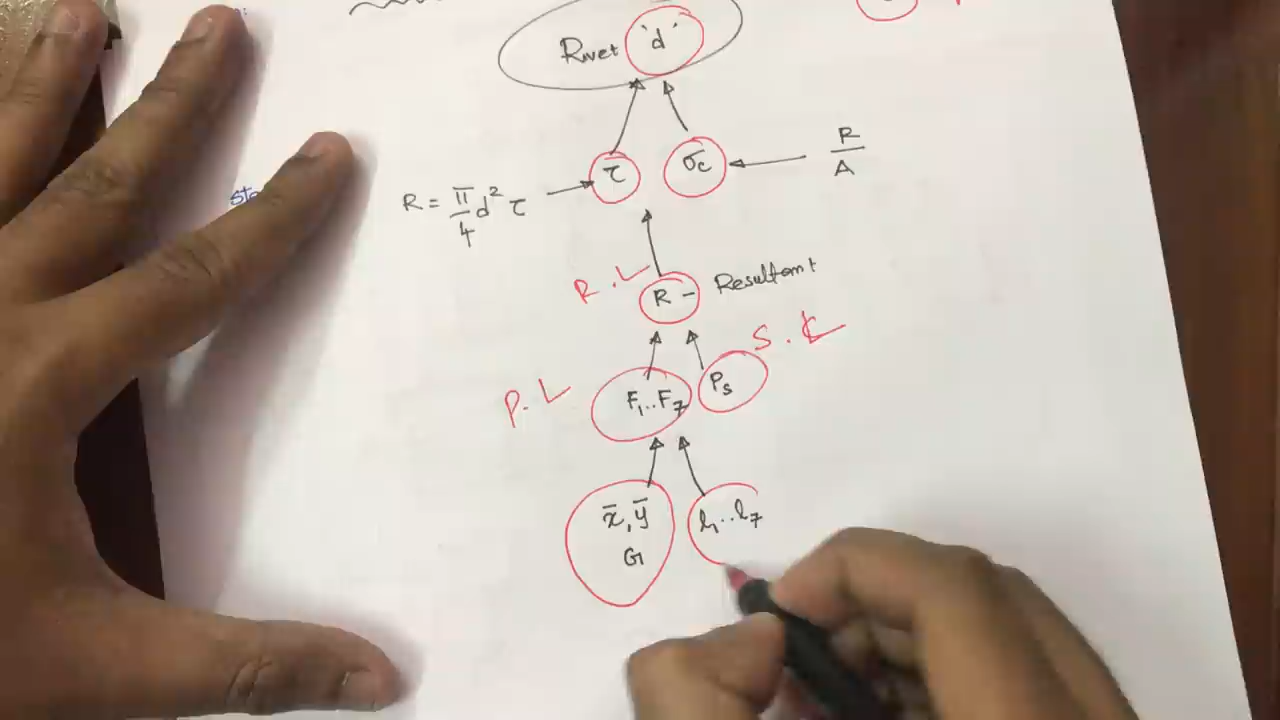 Rivet 'd'
τ σc ← R/A
R = π/4 d² τ
R.L
R - Resultant
S.L
P.L F₁..F₇ Ps
x̄, ȳ l₁..l₇
G